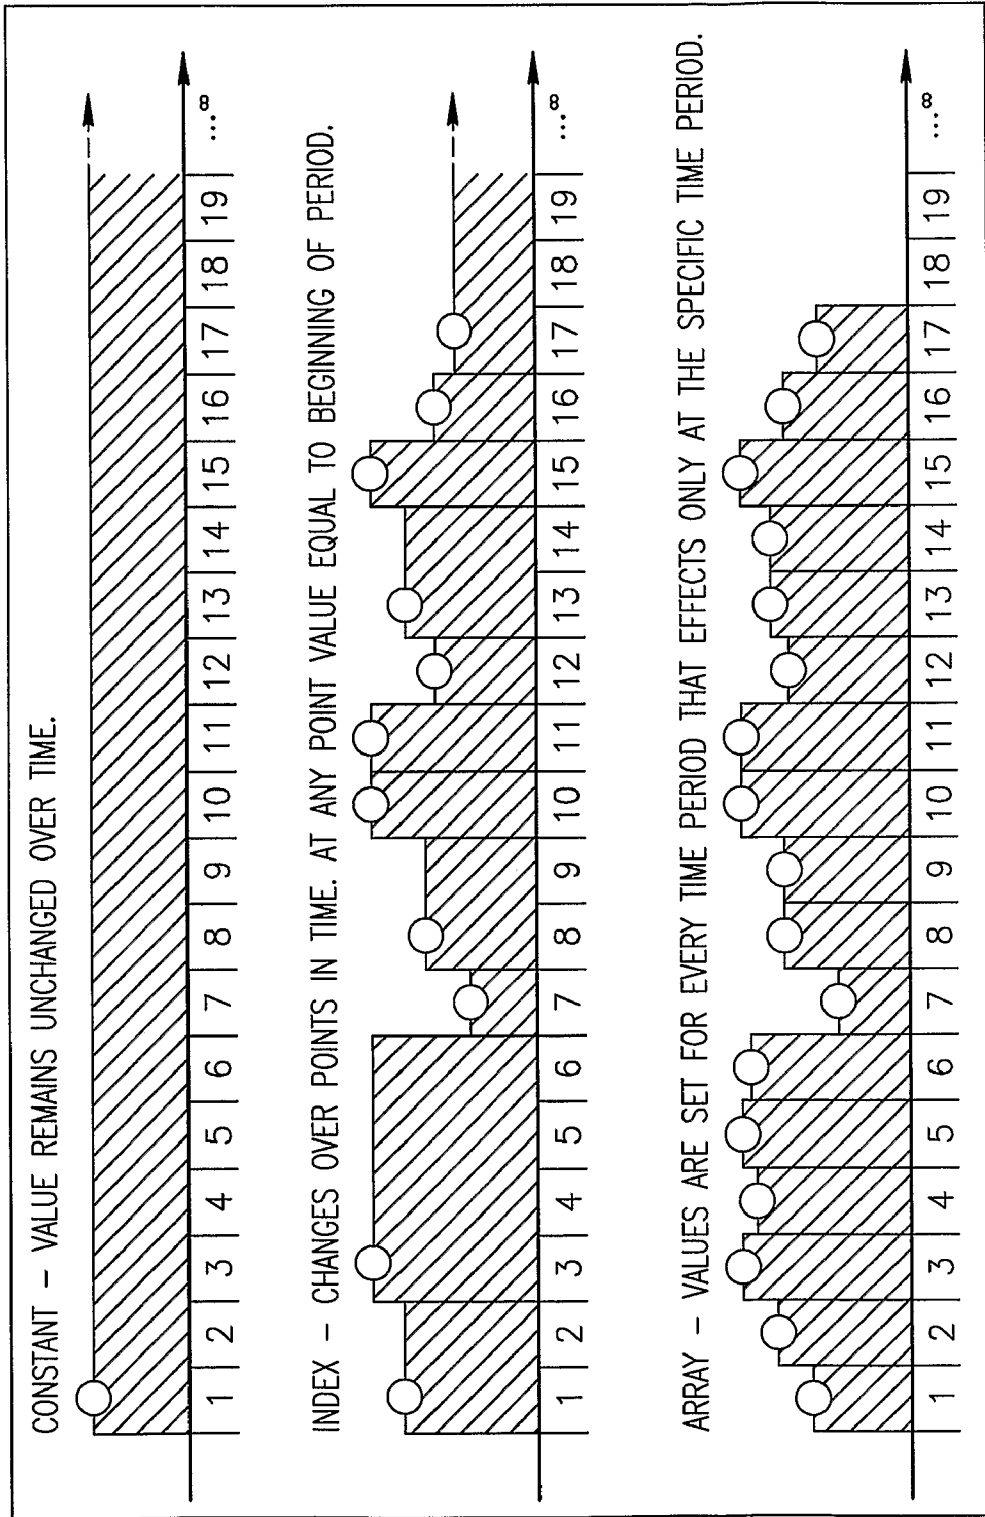 CONSTANT – VALUE REMAINS UNCHANGED OVER TIME.
1 2 3 4 5 6 7 8 9 10 11 12 13 14 15 16 17 18 19 ...∞
INDEX – CHANGES OVER POINTS IN TIME. AT ANY POINT VALUE EQUAL TO BEGINNING OF PERIOD.
1 2 3 4 5 6 7 8 9 10 11 12 13 14 15 16 17 18 19 ...∞
ARRAY – VALUES ARE SET FOR EVERY TIME PERIOD THAT EFFECTS ONLY AT THE SPECIFIC TIME PERIOD.
1 2 3 4 5 6 7 8 9 10 11 12 13 14 15 16 17 18 19 ...∞